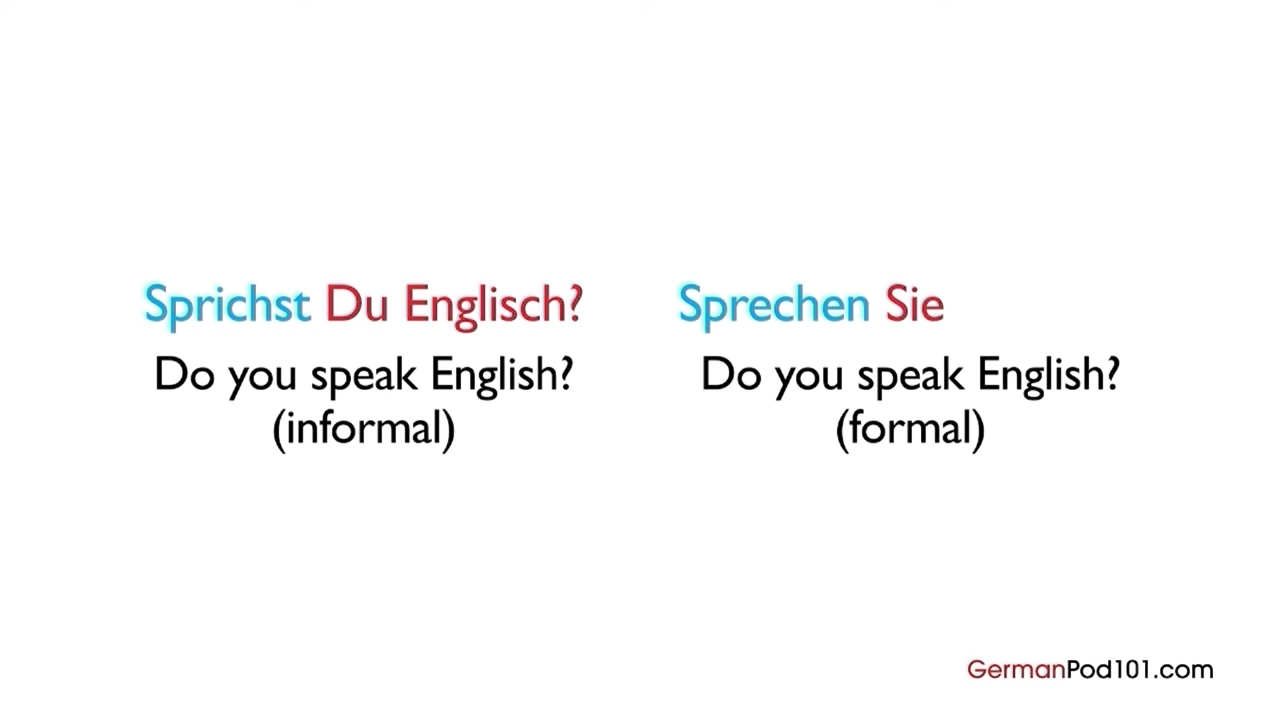 Sprichst Du Englisch?
Do you speak English?
(informal)
Sprechen Sie
Do you speak English?
(formal)
GermanPod101.com